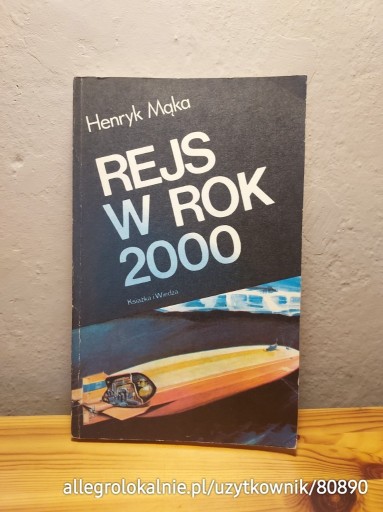 Henryk Mąka
REJS
W ROK
2000
Książka i Wiedza
allegrolokalnie.pl/uzytkownik/80890